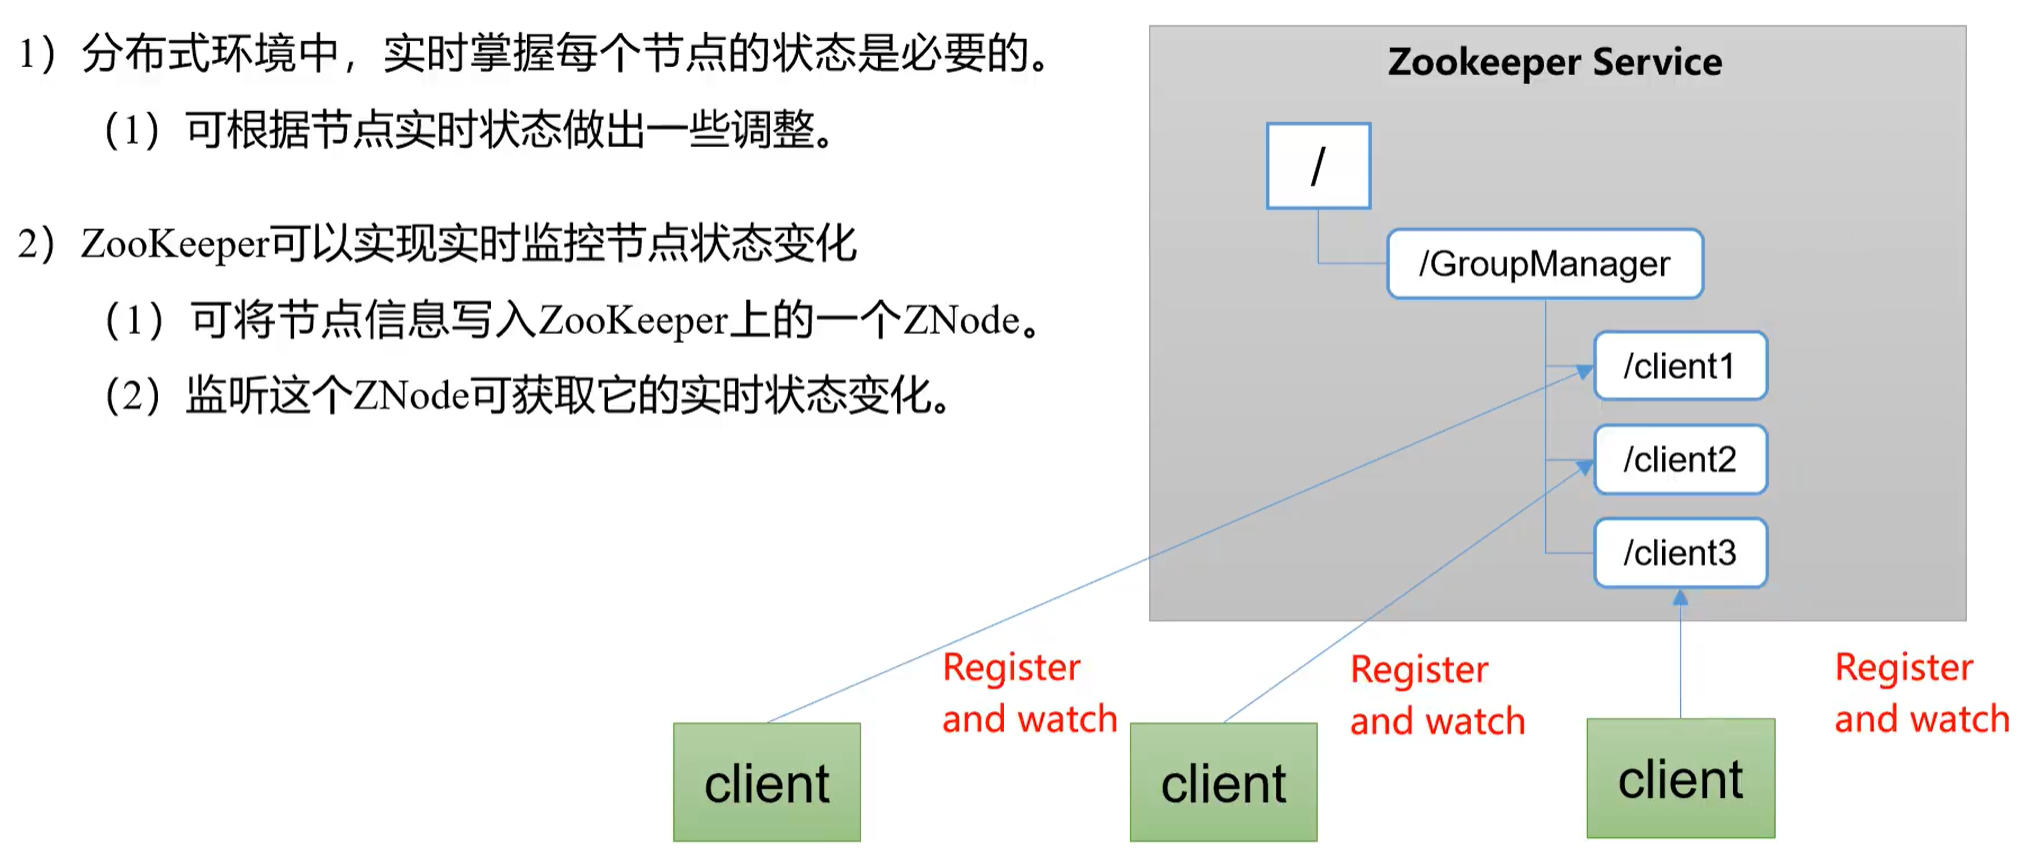 1）分布式环境中，实时掌握每个节点的状态是必要的。
（1）可根据节点实时状态做出一些调整。
2）ZooKeeper可以实现实时监控节点状态变化
（1）可将节点信息写入ZooKeeper上的一个ZNode。
（2）监听这个ZNode可获取它的实时状态变化。
Zookeeper Service
/
/GroupManager
/client1
/client2
/client3
Register
and watch
Register
and watch
Register
and watch
client
client
client